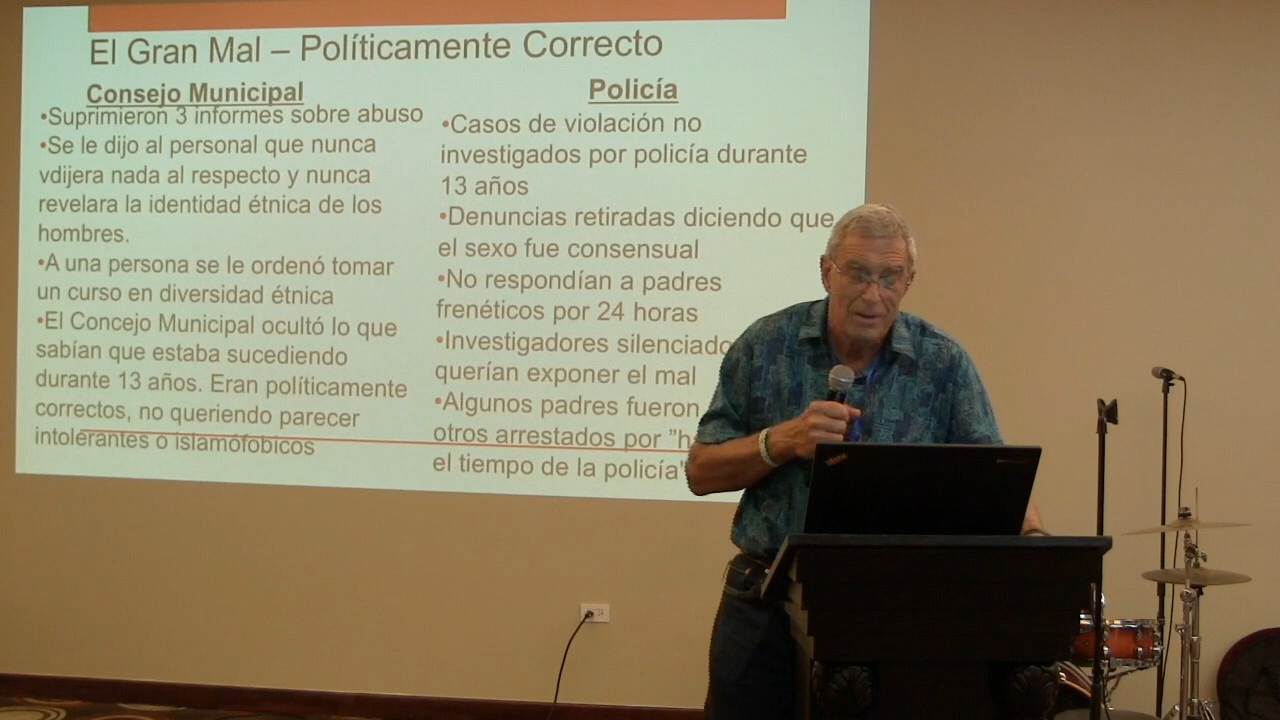 El Gran Mal – Políticamente Correcto
Consejo Municipal
•Suprimieron 3 informes sobre abuso
•Se le dijo al personal que nunca
vdijera nada al respecto y nunca
revelara la identidad étnica de los
hombres.
•A una persona se le ordenó tomar
un curso en diversidad étnica
•El Concejo Municipal ocultó lo que
sabían que estaba sucediendo
durante 13 años. Eran políticamente
correctos, no queriendo parecer
intolerantes o islamófobicos
Policía
•Casos de violación no
investigados por policía durante
13 años
•Denuncias retiradas diciendo que
el sexo fue consensual
•No respondían a padres
frenéticos por 24 horas
•Investigadores silenciado
querían exponer el mal
•Algunos padres fueron
otros arrestados por ”h
el tiempo de la policía"